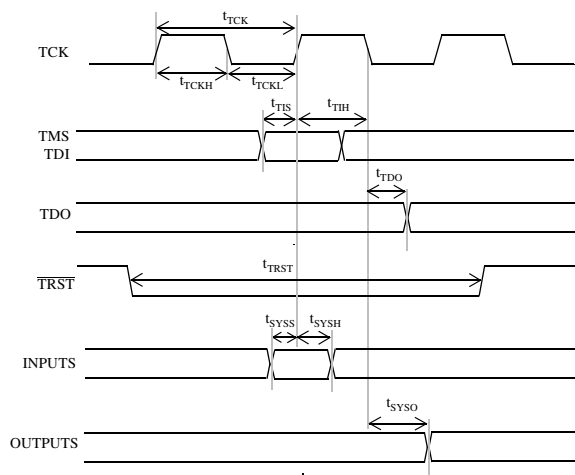 tTCK
TCK
tTCKH
tTCKL
tTIS
tTIH
TMS
TDI
tTDO
TDO
tTRST
TRST
tSYSS
tSYSH
INPUTS
tSYSO
OUTPUTS